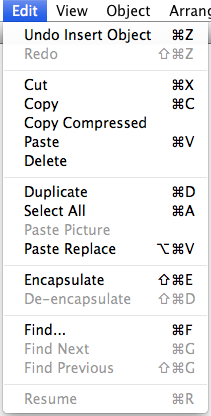 Edit View Object Arran
Undo Insert Object ⌘Z
Redo ⇧⌘Z
Cut ⌘X
Copy ⌘C
Copy Compressed
Paste ⌘V
Delete
Duplicate ⌘D
Select All ⌘A
Paste Picture
Paste Replace ⌥⌘V
Encapsulate ⇧⌘E
De-encapsulate ⇧⌘D
Find... ⌘F
Find Next ⌘G
Find Previous ⇧⌘G
Resume ⌘R